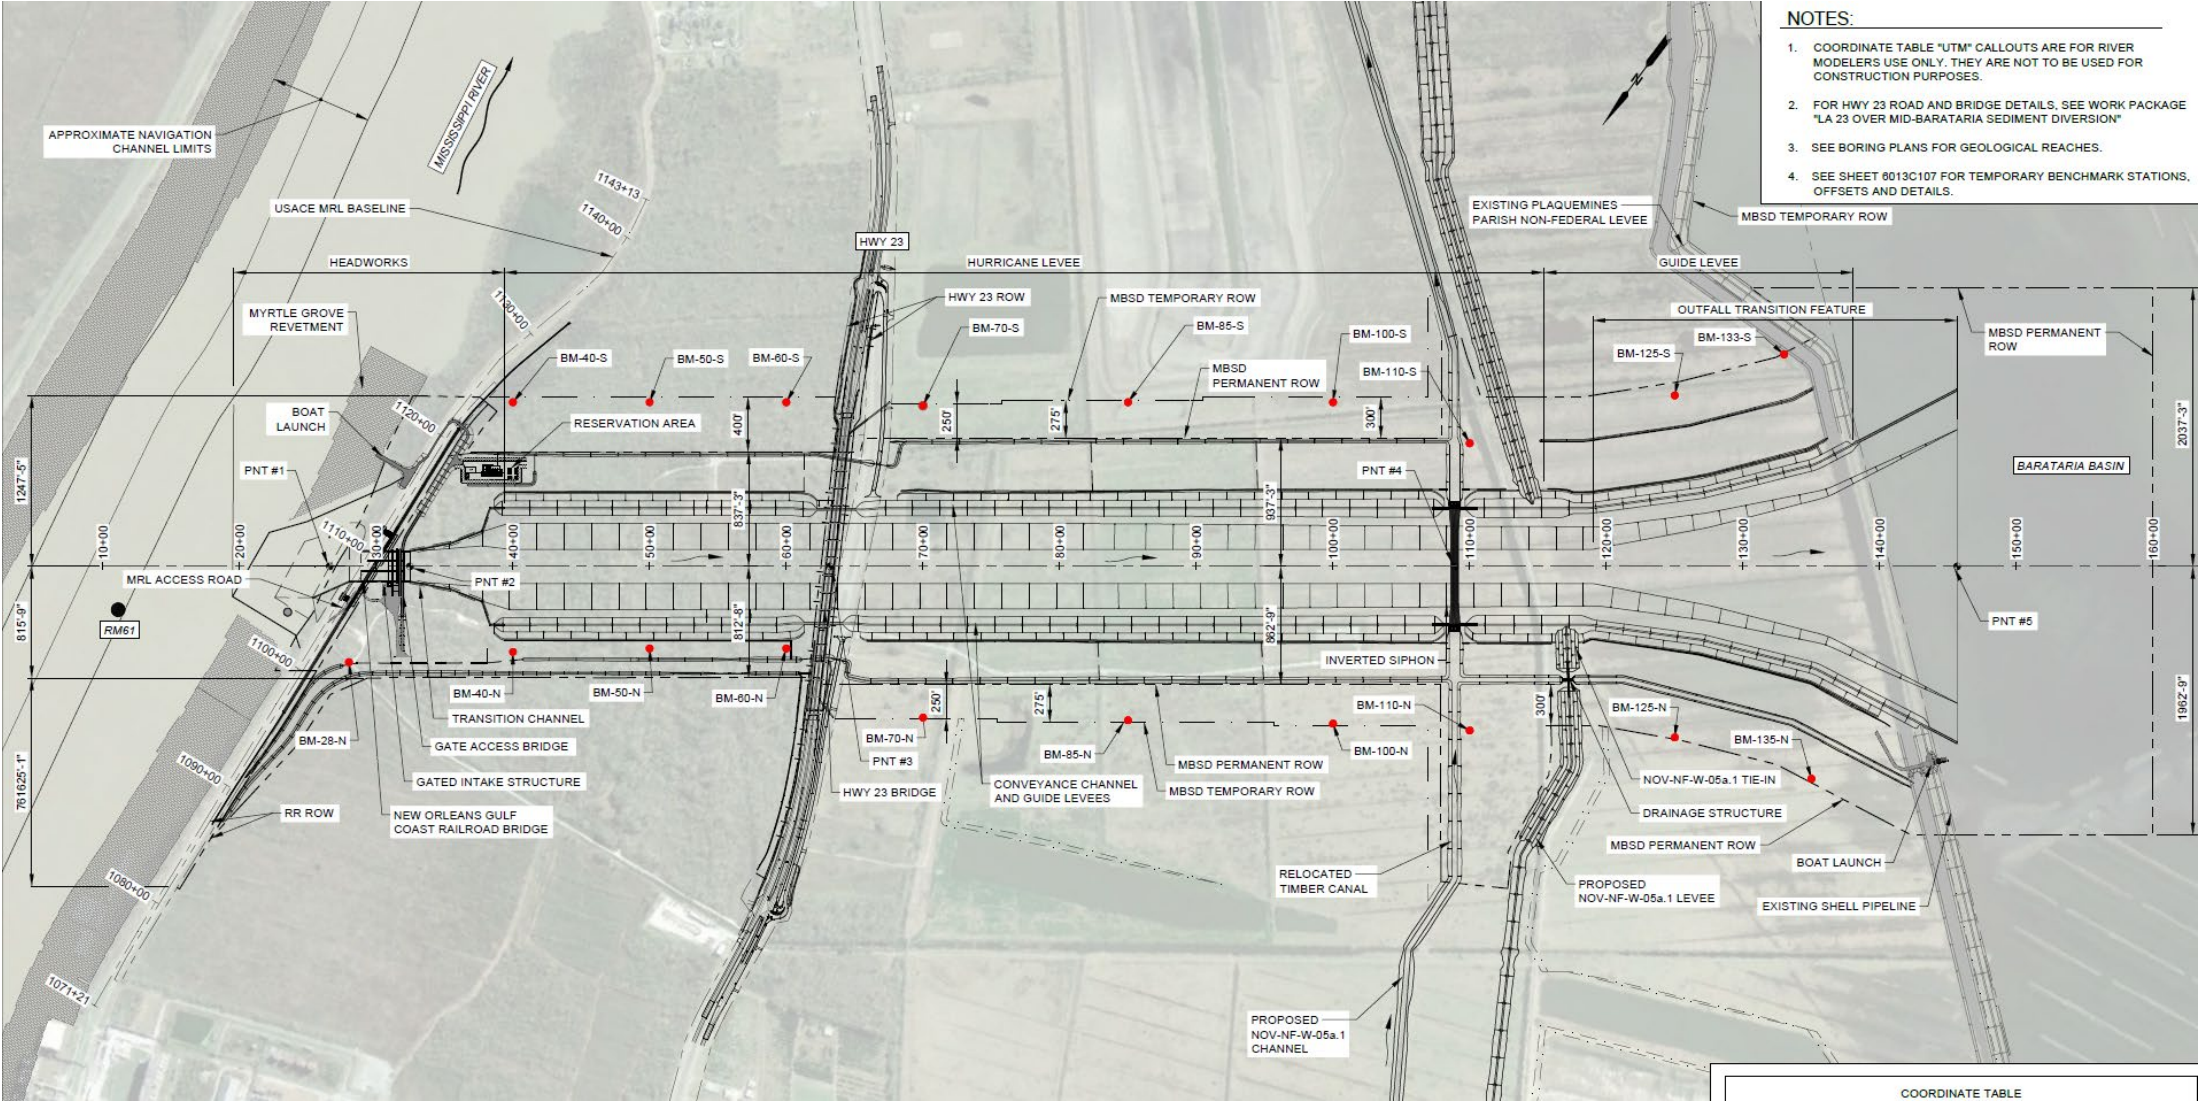 NOTES:
1. COORDINATE TABLE "UTM" CALLOUTS ARE FOR RIVER
MODELERS USE ONLY. THEY ARE NOT TO BE USED FOR
CONSTRUCTION PURPOSES.
2. FOR HWY 23 ROAD AND BRIDGE DETAILS, SEE WORK PACKAGE
"LA 23 OVER MID-BARATARIA SEDIMENT DIVERSION"
3. SEE BORING PLANS FOR GEOLOGICAL REACHES.
4. SEE SHEET 6013C107 FOR TEMPORARY BENCHMARK STATIONS,
OFFSETS AND DETAILS.
N
APPROXIMATE NAVIGATION
CHANNEL LIMITS
MISSISSIPPI RIVER
USACE MRL BASELINE
1143+13
1140+00
1130+00
1120+00
1110+00
1100+00
1090+00
1080+00
1071+21
HWY 23
EXISTING PLAQUEMINES
PARISH NON-FEDERAL LEVEE
MBSD TEMPORARY ROW
HEADWORKS
HURRICANE LEVEE
GUIDE LEVEE
OUTFALL TRANSITION FEATURE
MYRTLE GROVE
REVETMENT
HWY 23 ROW
MBSD TEMPORARY ROW
MBSD PERMANENT
ROW
BM-40-S
BM-50-S
BM-60-S
BM-70-S
BM-85-S
BM-100-S
BM-110-S
BM-125-S
BM-133-S
MBSD
PERMANENT ROW
BOAT
LAUNCH
RESERVATION AREA
400'
250'
275'
300'
1247'-5"
815'-9"
761625'-1"
837'-3"
812'-8"
937'-3"
862'-9"
2037'-3"
1962'-9"
PNT #1
PNT #4
BARATARIA BASIN
10+00
20+00
30+00
40+00
50+00
60+00
70+00
80+00
90+00
100+00
110+00
120+00
130+00
140+00
150+00
160+00
MRL ACCESS ROAD
PNT #2
RM61
PNT #5
INVERTED SIPHON
BM-28-N
BM-40-N
BM-50-N
BM-60-N
BM-70-N
BM-85-N
BM-100-N
BM-110-N
BM-125-N
BM-135-N
250'
275'
300'
TRANSITION CHANNEL
GATE ACCESS BRIDGE
GATED INTAKE STRUCTURE
NEW ORLEANS GULF
COAST RAILROAD BRIDGE
RR ROW
PNT #3
HWY 23 BRIDGE
CONVEYANCE CHANNEL
AND GUIDE LEVEES
MBSD PERMANENT ROW
MBSD TEMPORARY ROW
NOV-NF-W-05a.1 TIE-IN
DRAINAGE STRUCTURE
MBSD PERMANENT ROW
BOAT LAUNCH
EXISTING SHELL PIPELINE
RELOCATED
TIMBER CANAL
PROPOSED
NOV-NF-W-05a.1 LEVEE
PROPOSED
NOV-NF-W-05a.1
CHANNEL
COORDINATE TABLE